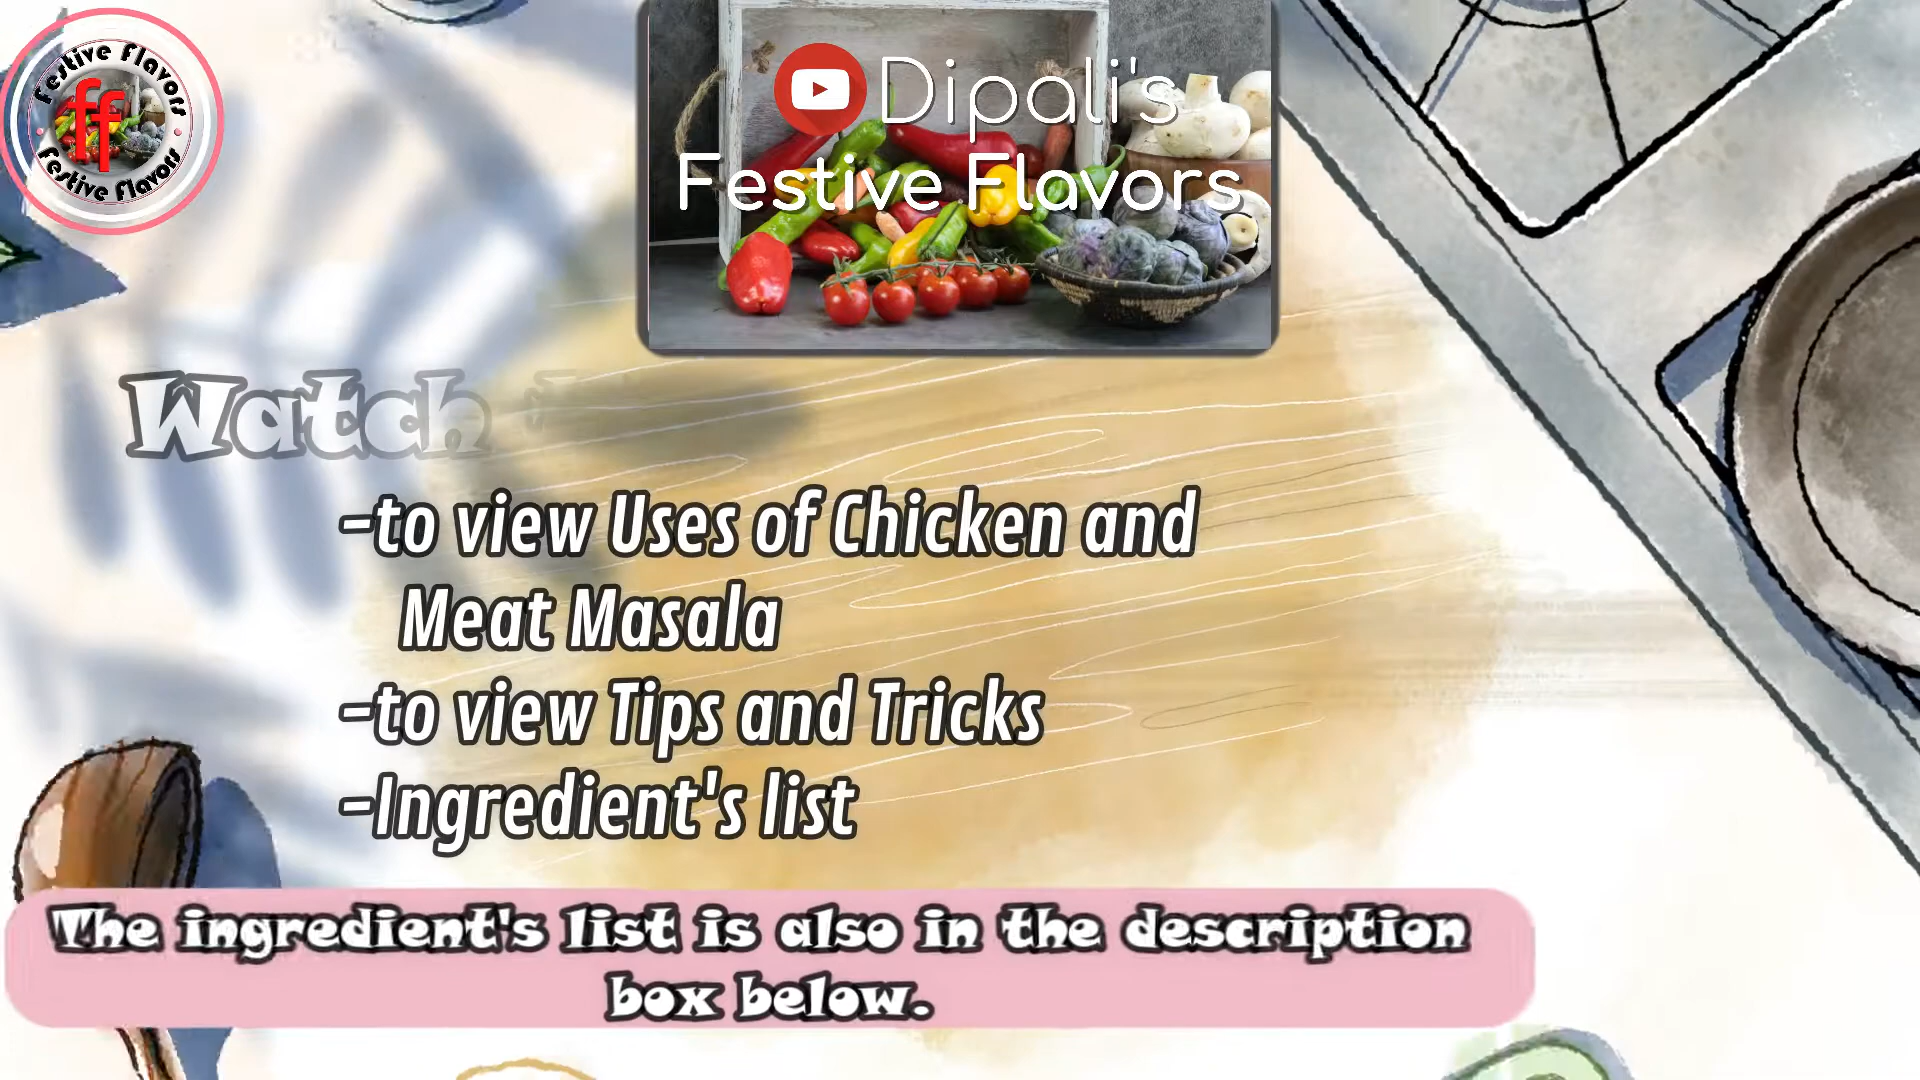 Festive Flavors
ff
Festive Flavors
Dipali's
Festive Flavors
Watch
-to view Uses of Chicken and
Meat Masala
-to view Tips and Tricks
-Ingredient's list
The ingredient's list is also in the description
box below.